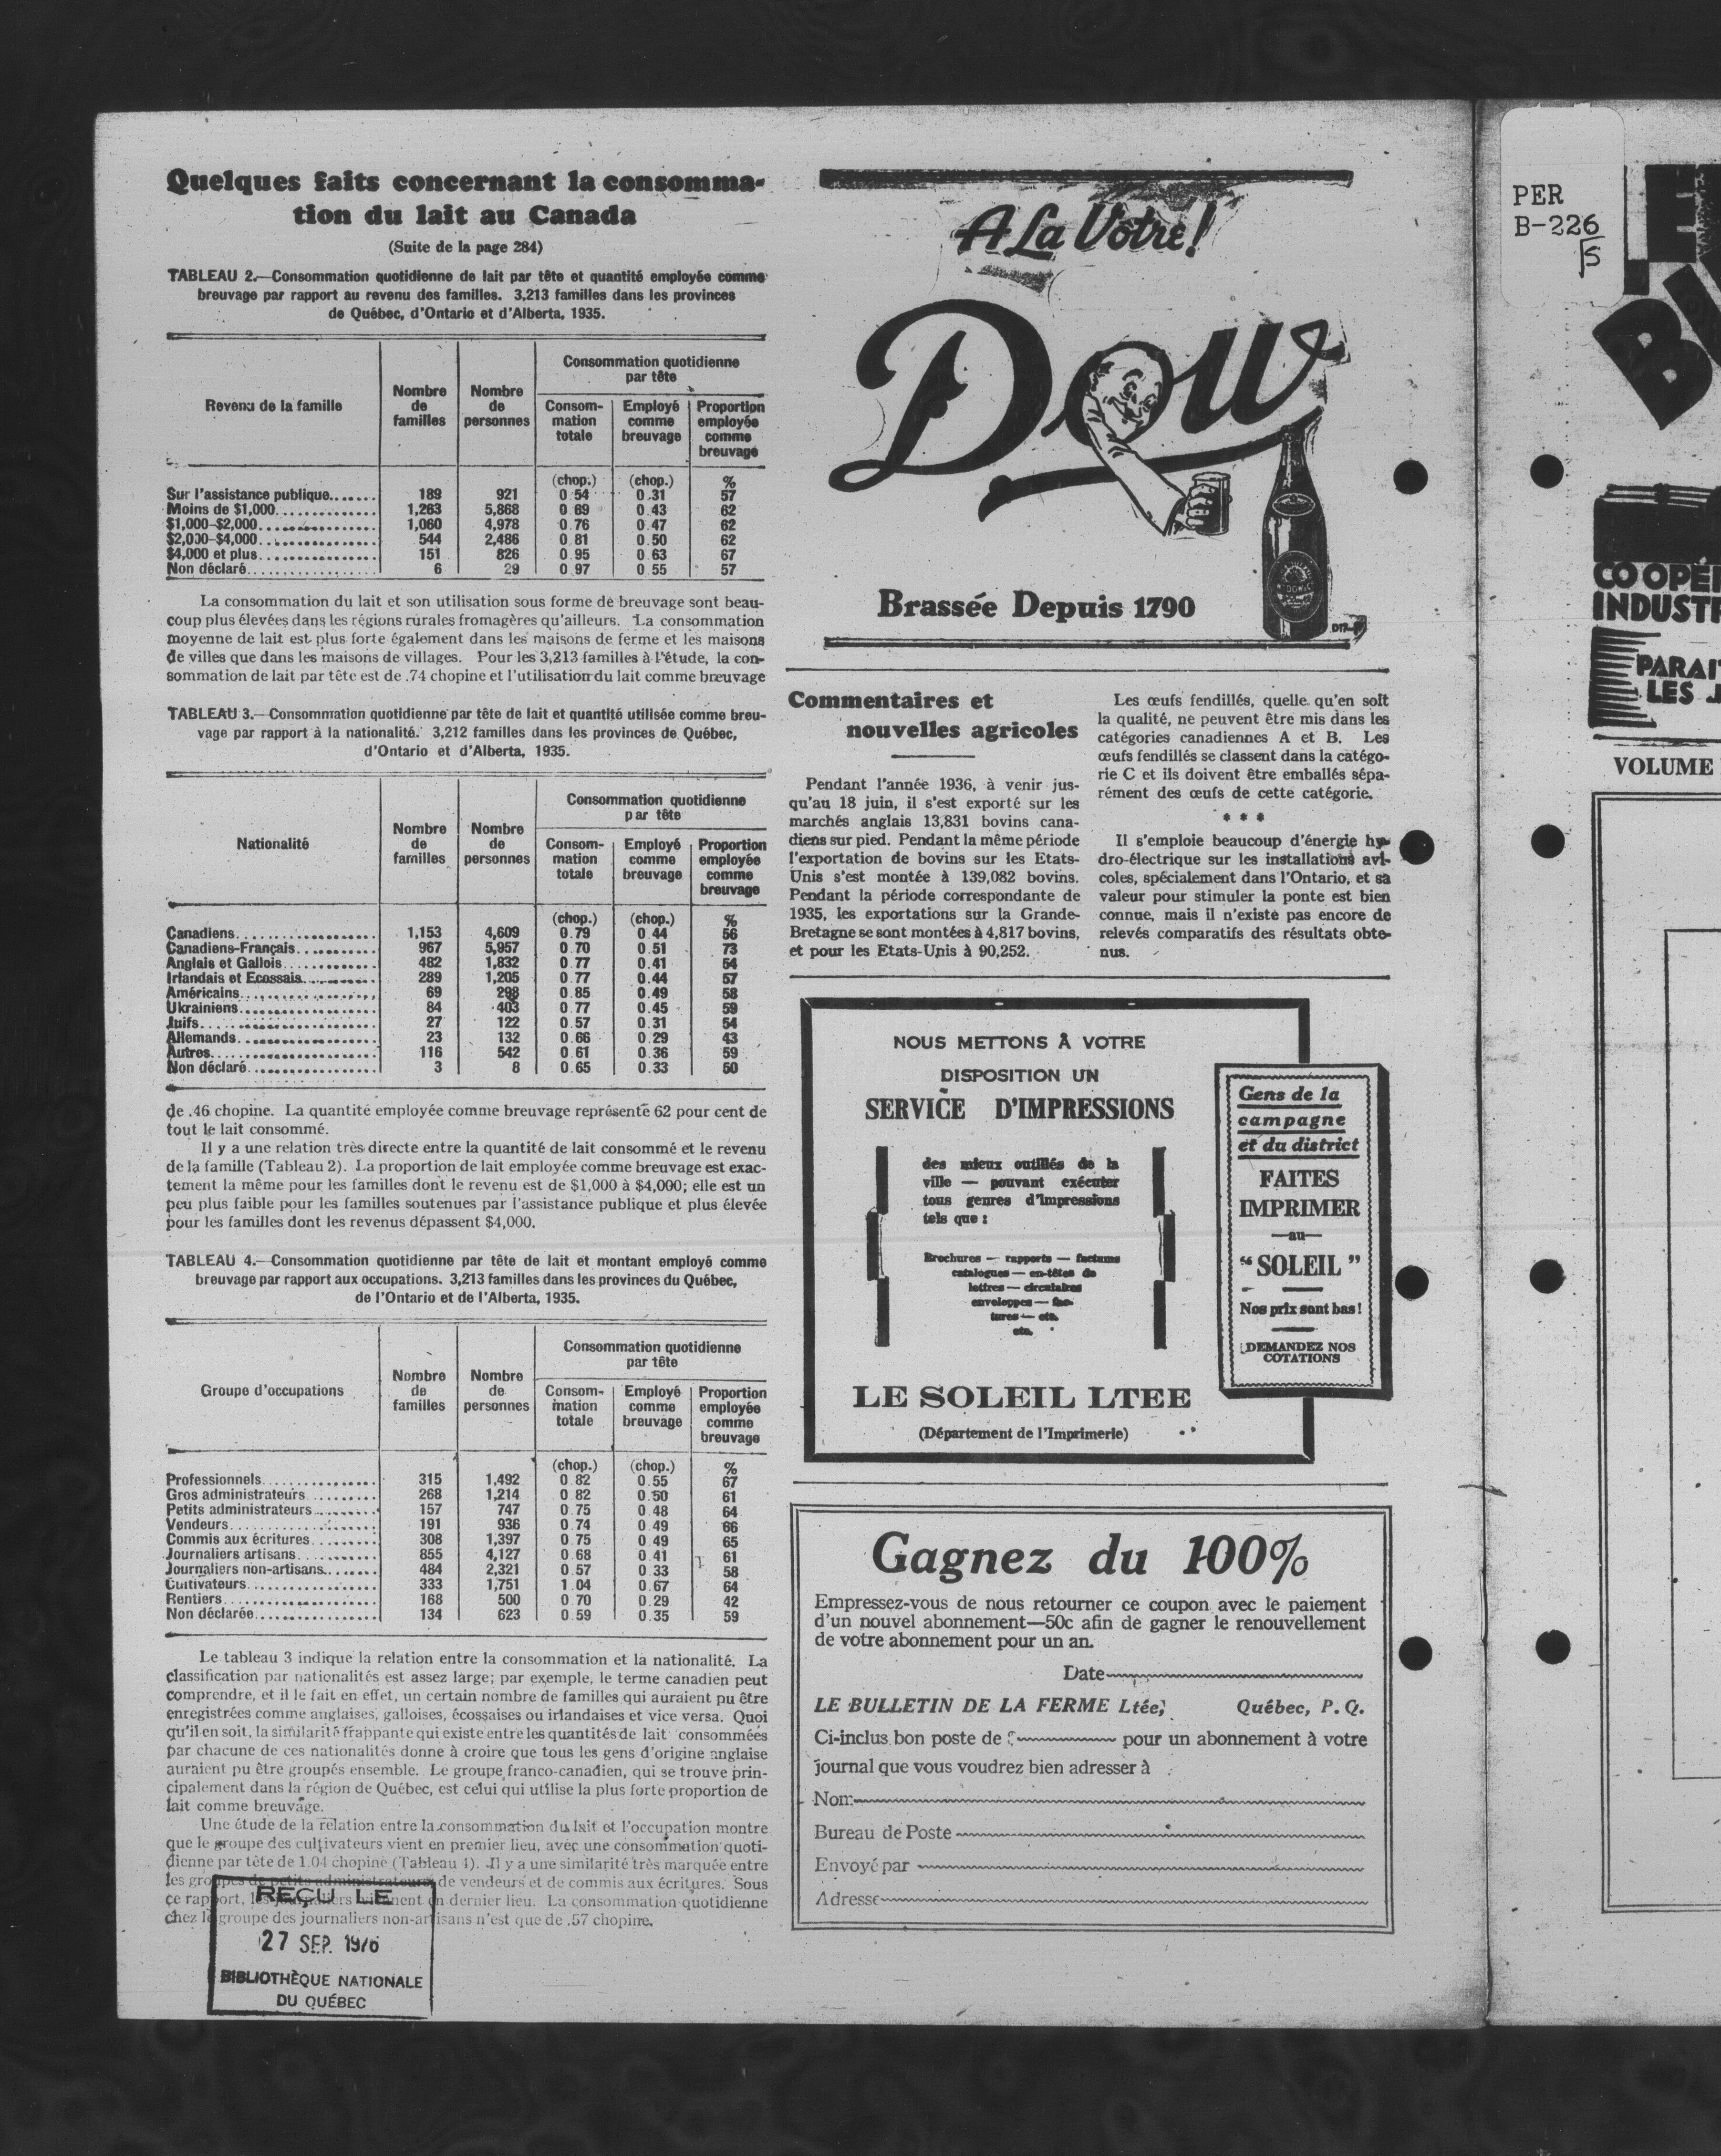 Quelques faits concernant la consomma-
tion du lait au Canada
(Suite de la page 284)
TABLEAU 2.—Consommation quotidienne de lait par tête et quantité employée comme
breuvage par rapport au revenu des familles. 3,213 familles dans les provinces
de Québec, d'Ontario et d'Alberta, 1935.
Revenu de la famille
Nombre de familles
Nombre de personnes
Consommation quotidienne par tête
Consom- mation totale
Employé comme breuvage
Proportion employée comme breuvage
(chop.) (chop.) %
Sur l'assistance publique....... 189 921 0.54 0.31 57
Moins de $1,000.............. 1,263 5,868 0.69 0.43 62
$1,000–$2,000................ 1,060 4,978 0.76 0.47 62
$2,000–$4,000................ 544 2,486 0.81 0.50 62
$4,000 et plus................ 151 826 0.95 0.63 67
Non déclaré.................. 6 29 0.97 0.55 57
La consommation du lait et son utilisation sous forme de breuvage sont beau-
coup plus élevées dans les régions rurales fromagères qu'ailleurs. La consommation
moyenne de lait est plus forte également dans les maisons de ferme et les maisons
de villes que dans les maisons de villages. Pour les 3,213 familles à l'étude, la con-
sommation de lait par tête est de .74 chopine et l'utilisation du lait comme breuvage
TABLEAU 3.—Consommation quotidienne par tête de lait et quantité utilisée comme breu-
vage par rapport à la nationalité. 3,212 familles dans les provinces de Québec,
d'Ontario et d'Alberta, 1935.
Nationalité
Nombre de familles
Nombre de personnes
Consommation quotidienne par tête
Consom- mation totale
Employé comme breuvage
Proportion employée comme breuvage
(chop.) (chop.) %
Canadiens................... 1,153 4,609 0.79 0.44 56
Canadiens-Français........... 967 5,957 0.70 0.51 73
Anglais et Gallois............. 482 1,832 0.77 0.41 54
Irlandais et Ecossais.......... 289 1,205 0.77 0.44 57
Américains.................. 69 298 0.85 0.49 58
Ukrainiens.................. 84 403 0.77 0.45 59
Juifs....................... 27 122 0.57 0.31 54
Allemands................... 23 132 0.66 0.29 43
Autres...................... 116 542 0.61 0.36 59
Non déclaré.................. 3 8 0.65 0.33 50
de .46 chopine. La quantité employée comme breuvage représente 62 pour cent de
tout le lait consommé.
Il y a une relation très directe entre la quantité de lait consommé et le revenu
de la famille (Tableau 2). La proportion de lait employée comme breuvage est exac-
tement la même pour les familles dont le revenu est de $1,000 à $4,000; elle est un
peu plus faible pour les familles soutenues par l'assistance publique et plus élevée
pour les familles dont les revenus dépassent $4,000.
TABLEAU 4.—Consommation quotidienne par tête de lait et montant employé comme
breuvage par rapport aux occupations. 3,213 familles dans les provinces du Québec,
de l'Ontario et de l'Alberta, 1935.
Groupe d'occupations
Nombre de familles
Nombre de personnes
Consommation quotidienne par tête
Consom- mation totale
Employé comme breuvage
Proportion employée comme breuvage
(chop.) (chop.) %
Professionnels............... 315 1,492 0.82 0.55 67
Gros administrateurs.......... 268 1,214 0.82 0.50 61
Petits administrateurs......... 157 747 0.75 0.48 64
Vendeurs.................... 191 936 0.74 0.49 66
Commis aux écritures......... 308 1,397 0.75 0.49 65
Journaliers artisans........... 855 4,127 0.68 0.41 61
Journaliers non-artisans....... 484 2,321 0.57 0.33 58
Cultivateurs.................. 333 1,751 1.04 0.67 64
Rentiers..................... 168 500 0.70 0.29 42
Non déclarée................. 134 623 0.59 0.35 59
Le tableau 3 indique la relation entre la consommation et la nationalité. La
classification par nationalités est assez large; par exemple, le terme canadien peut
comprendre, et il le fait en effet, un certain nombre de familles qui auraient pu être
enregistrées comme anglaises, galloises, écossaises ou irlandaises et vice versa. Quoi
qu'il en soit, la similarité frappante qui existe entre les quantités de lait consommées
par chacune de ces nationalités donne à croire que tous les gens d'origine anglaise
auraient pu être groupés ensemble. Le groupe franco-canadien, qui se trouve prin-
cipalement dans la région de Québec, est celui qui utilise la plus forte proportion de
lait comme breuvage.
Une étude de la relation entre la consommation du lait et l'occupation montre
que le groupe des cultivateurs vient en premier lieu, avec une consommation quoti-
dienne par tête de 1.04 chopine (Tableau 4). Il y a une similarité très marquée entre
les groupes de petits administrateurs, de vendeurs et de commis aux écritures. Sous
ce rapport, les journaliers viennent en dernier lieu. La consommation quotidienne
chez le groupe des journaliers non-artisans n'est que de .57 chopine.
REÇU LE
27 SEP. 1976
BIBLIOTHÈQUE NATIONALE
DU QUÉBEC
A La Votre!
Dow
Brassée Depuis 1790
Commentaires et
nouvelles agricoles
Pendant l'année 1936, à venir jus-
qu'au 18 juin, il s'est exporté sur les
marchés anglais 13,831 bovins cana-
diens sur pied. Pendant la même période
l'exportation de bovins sur les Etats-
Unis s'est montée à 139,082 bovins.
Pendant la période correspondante de
1935, les exportations sur la Grande-
Bretagne se sont montées à 4,817 bovins,
et pour les Etats-Unis à 90,252.
Les œufs fendillés, quelle qu'en soit
la qualité, ne peuvent être mis dans les
catégories canadiennes A et B. Les
œufs fendillés se classent dans la catégo-
rie C et ils doivent être emballés sépa-
rément des œufs de cette catégorie.
* * *
Il s'emploie beaucoup d'énergie hy-
dro-électrique sur les installations avi-
coles, spécialement dans l'Ontario, et sa
valeur pour stimuler la ponte est bien
connue, mais il n'existe pas encore de
relevés comparatifs des résultats obte-
nus.
NOUS METTONS À VOTRE
DISPOSITION UN
SERVICE D'IMPRESSIONS
des mieux outillés de la
ville — pouvant exécuter
tous genres d'impressions
tels que :
Brochures — rapports — factums
catalogues — en-têtes de
lettres — circulaires
enveloppes — fac-
tures — etc.
etc.
LE SOLEIL LTEE
(Département de l'Imprimerie)
Gens de la
campagne
et du district
FAITES
IMPRIMER
—au—
"SOLEIL"
Nos prix sont bas!
DEMANDEZ NOS
COTATIONS
Gagnez du 100%
Empressez-vous de nous retourner ce coupon avec le paiement
d'un nouvel abonnement—50c afin de gagner le renouvellement
de votre abonnement pour un an.
Date
LE BULLETIN DE LA FERME Ltée, Québec, P. Q.
Ci-inclus bon poste de $ pour un abonnement à votre
journal que vous voudrez bien adresser à
Nom
Bureau de Poste
Envoyé par
Adresse
PER
B-226
S
BU
COOPÉ
INDUST
PARAI
LES
VOLUME